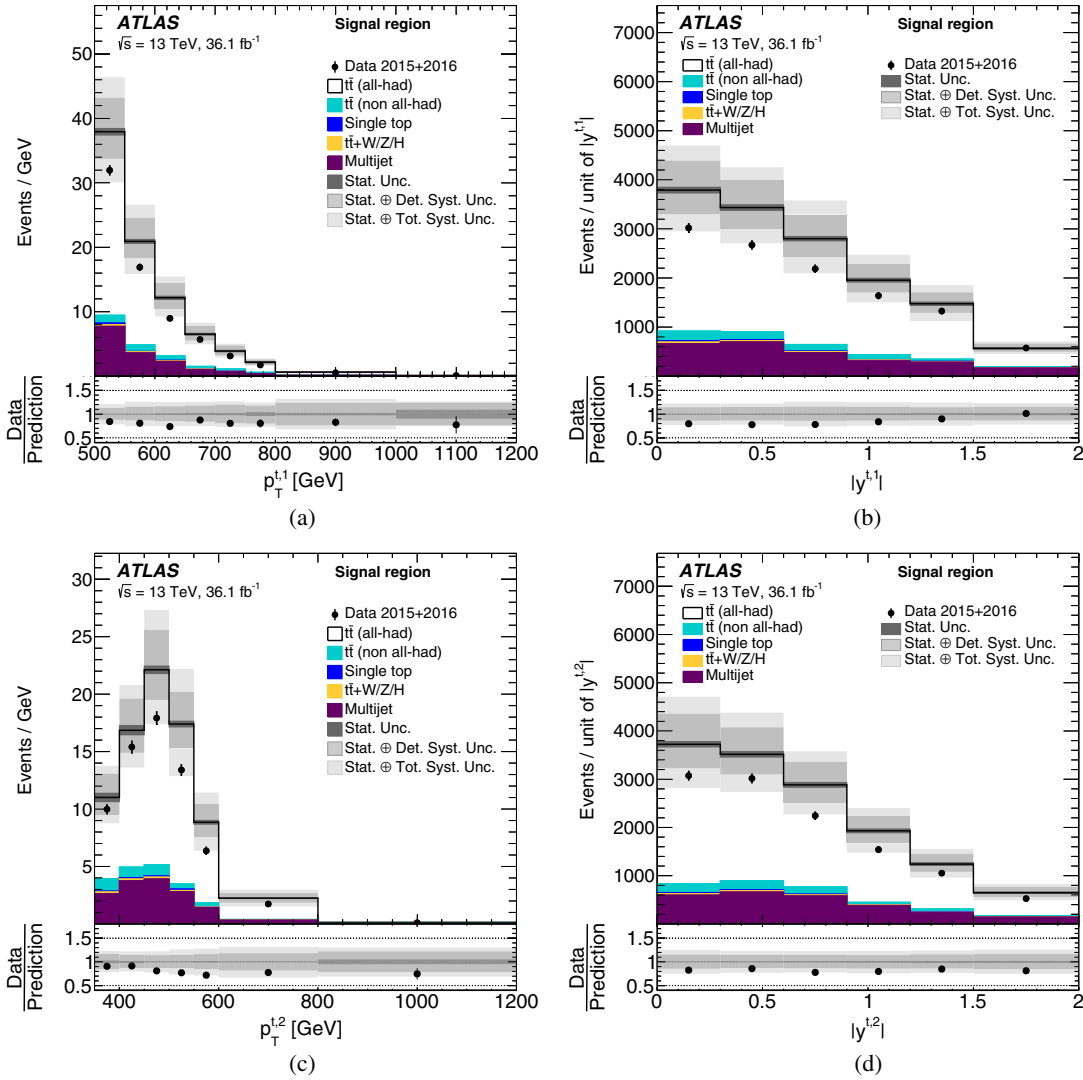 ATLAS Signal region
√s = 13 TeV, 36.1 fb⁻¹
Data 2015+2016
tt̄ (all-had)
tt̄ (non all-had)
Single top
tt̄+W/Z/H
Multijet
Stat. Unc.
Stat. ⊕ Det. Syst. Unc.
Stat. ⊕ Tot. Syst. Unc.
Events / GeV
50
40
30
20
10
Data
Prediction
1.5
1
0.5
500 600 700 800 900 1000 1100 1200
p_T^{t,1} [GeV]
(a)
ATLAS Signal region
√s = 13 TeV, 36.1 fb⁻¹
tt̄ (all-had)
tt̄ (non all-had)
Single top
tt̄+W/Z/H
Multijet
Data 2015+2016
Stat. Unc.
Stat. ⊕ Det. Syst. Unc.
Stat. ⊕ Tot. Syst. Unc.
Events / unit of |y^{t,1}|
7000
6000
5000
4000
3000
2000
1000
Data
Prediction
1.5
1
0.5
0 0.5 1 1.5 2
|y^{t,1}|
(b)
ATLAS Signal region
√s = 13 TeV, 36.1 fb⁻¹
Data 2015+2016
tt̄ (all-had)
tt̄ (non all-had)
Single top
tt̄+W/Z/H
Multijet
Stat. Unc.
Stat. ⊕ Det. Syst. Unc.
Stat. ⊕ Tot. Syst. Unc.
Events / GeV
30
25
20
15
10
5
Data
Prediction
1.5
1
0.5
400 600 800 1000 1200
p_T^{t,2} [GeV]
(c)
ATLAS Signal region
√s = 13 TeV, 36.1 fb⁻¹
tt̄ (all-had)
tt̄ (non all-had)
Single top
tt̄+W/Z/H
Multijet
Data 2015+2016
Stat. Unc.
Stat. ⊕ Det. Syst. Unc.
Stat. ⊕ Tot. Syst. Unc.
Events / unit of |y^{t,2}|
7000
6000
5000
4000
3000
2000
1000
Data
Prediction
1.5
1
0.5
0 0.5 1 1.5 2
|y^{t,2}|
(d)